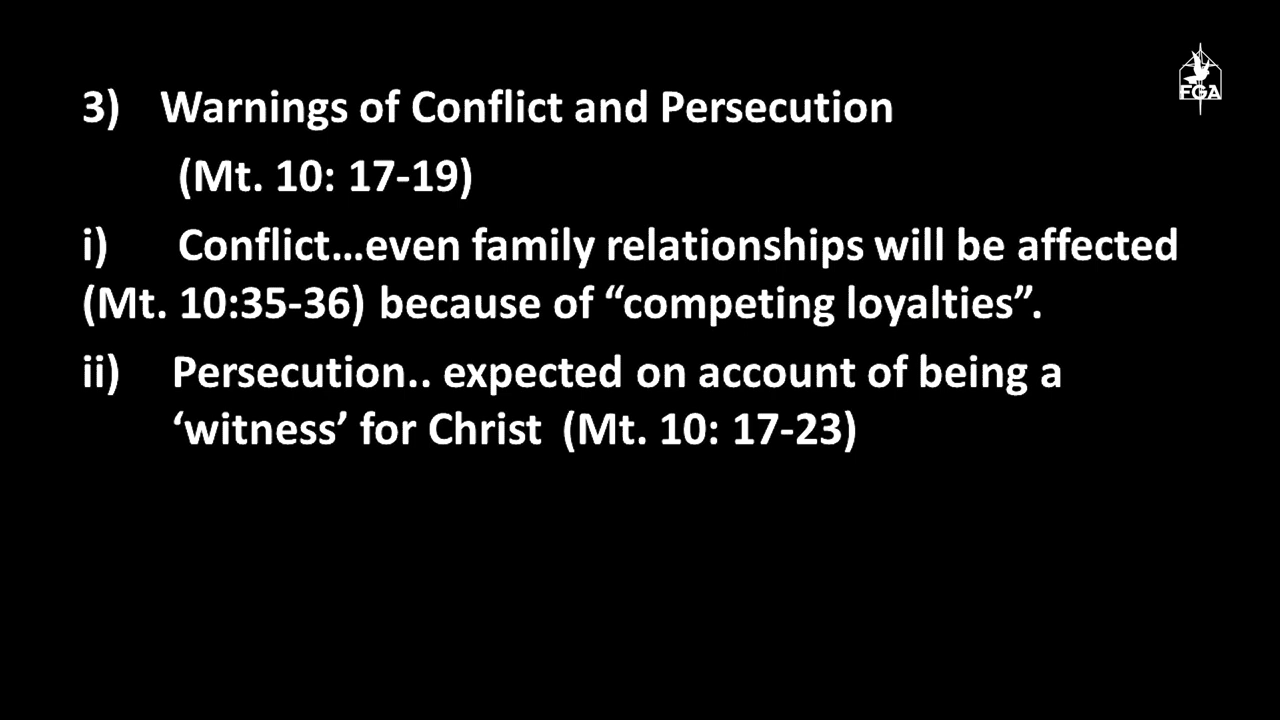 FGA
3) Warnings of Conflict and Persecution
(Mt. 10: 17-19)
i) Conflict...even family relationships will be affected
(Mt. 10:35-36) because of “competing loyalties”.
ii) Persecution.. expected on account of being a
‘witness’ for Christ (Mt. 10: 17-23)